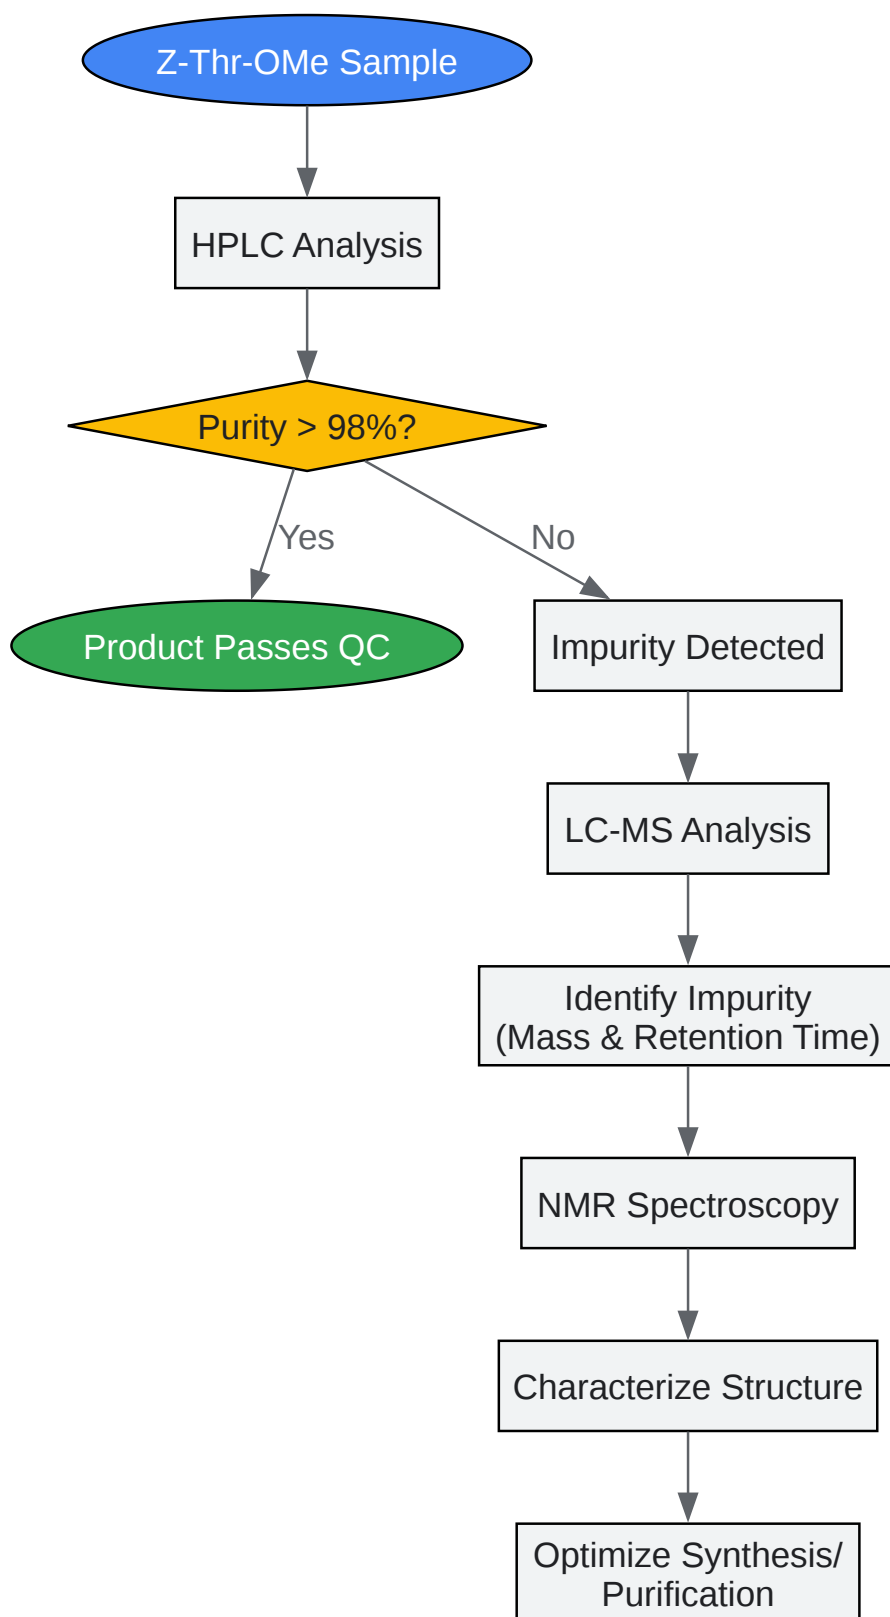 Z-Thr-OMe Sample
HPLC Analysis
Purity > 98%?
Yes
No
Product Passes QC
Impurity Detected
LC-MS Analysis
Identify Impurity
(Mass & Retention Time)
NMR Spectroscopy
Characterize Structure
Optimize Synthesis/
Purification